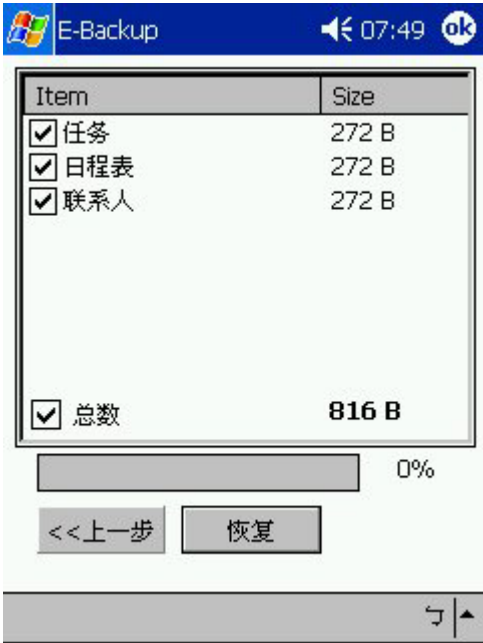 E-Backup 07:49 ok
Item Size
任务 272 B
日程表 272 B
联系人 272 B
总数 816 B
0%
<<上一步 恢复
ㄅ